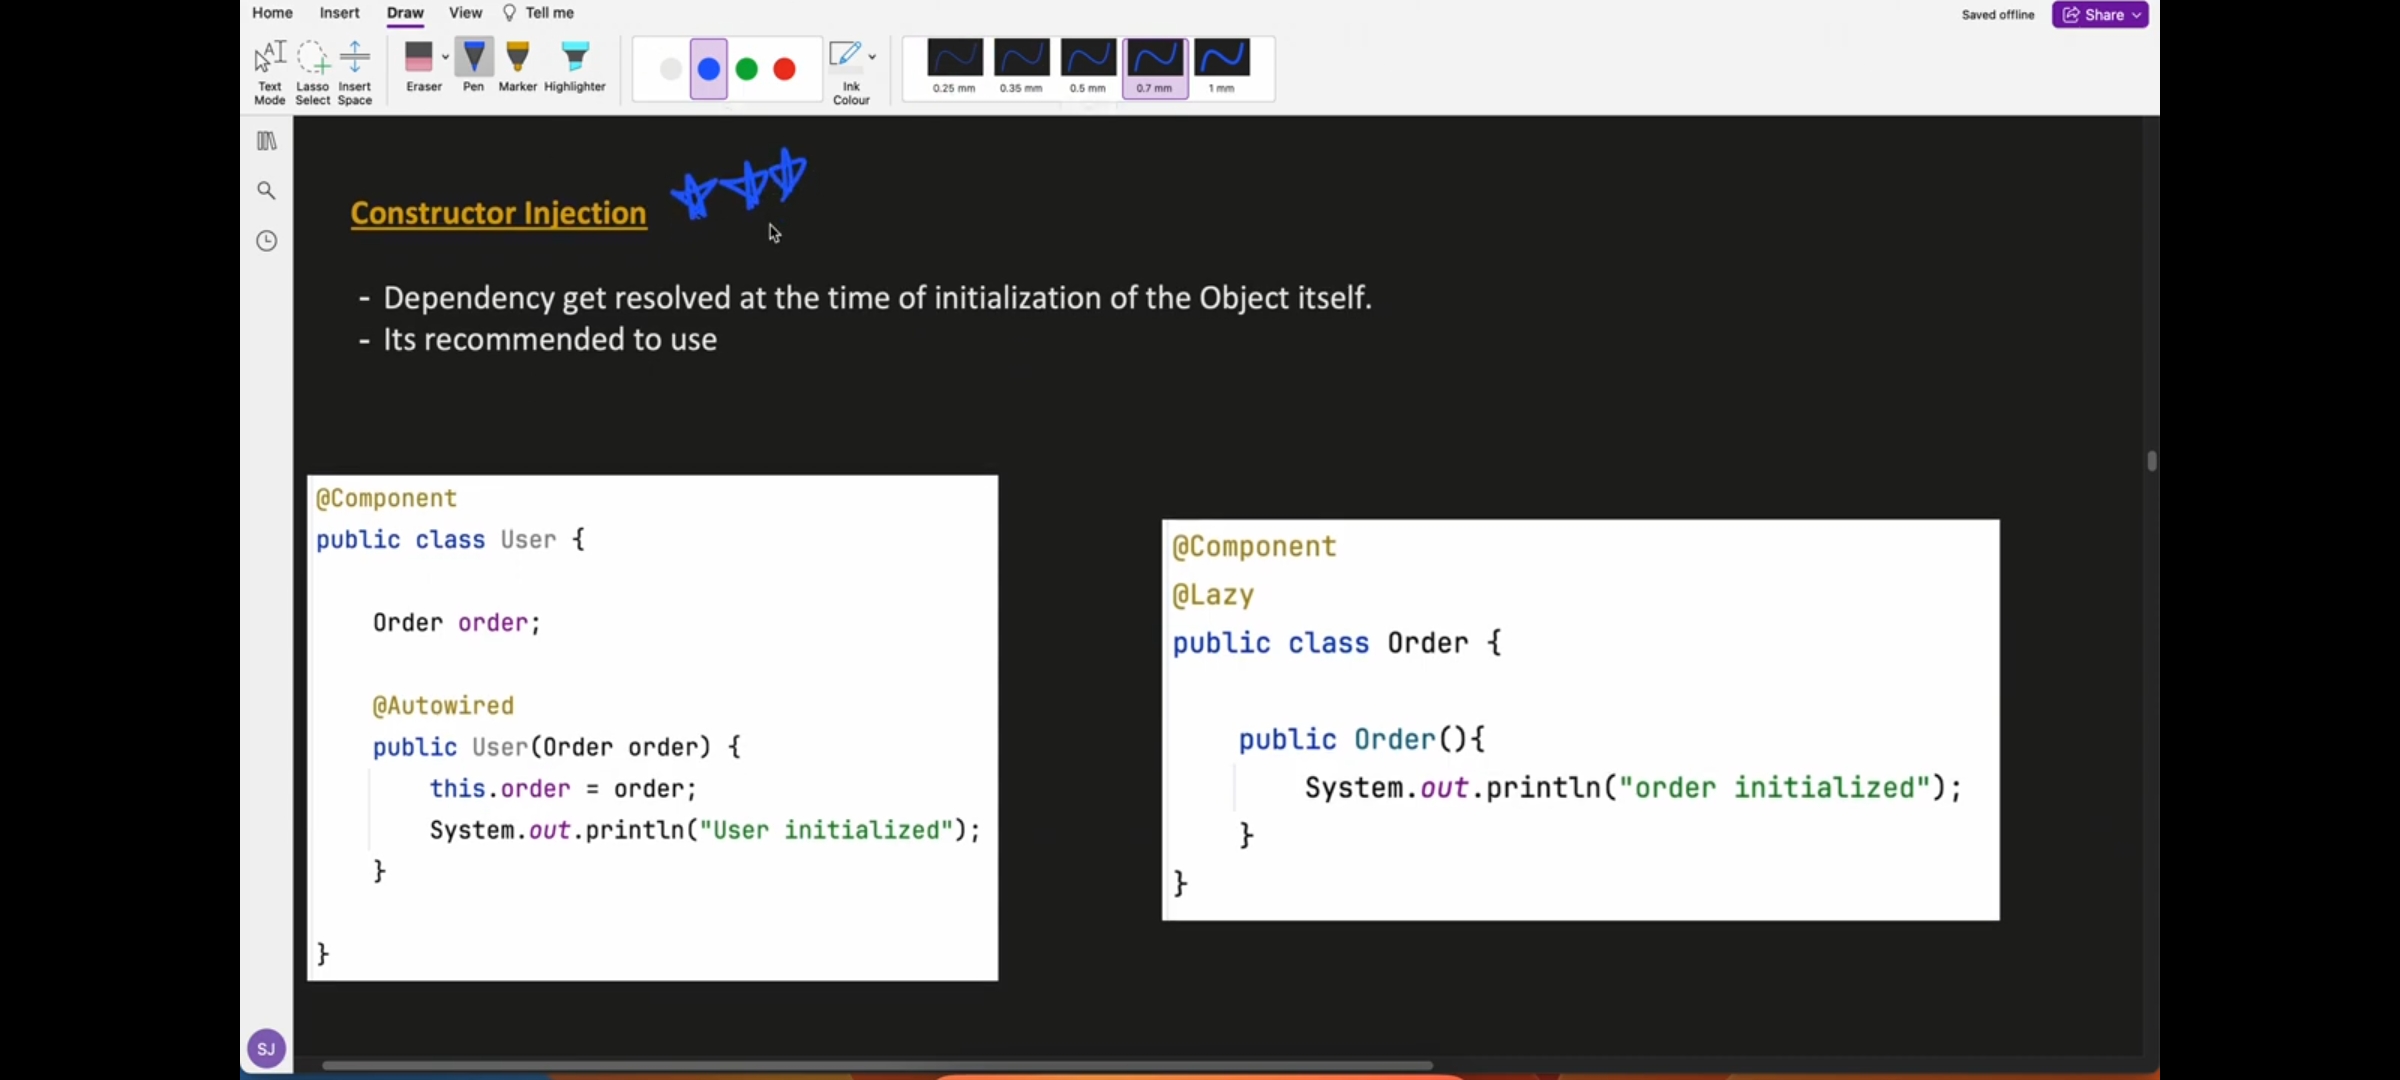 Home Insert Draw View Tell me
Saved offline Share
Text Mode
Lasso Select
Insert Space
Eraser Pen Marker Highlighter
Ink Colour
0.25 mm 0.35 mm 0.5 mm 0.7 mm 1 mm
Constructor Injection
- Dependency get resolved at the time of initialization of the Object itself.
- Its recommended to use
@Component
public class User {
Order order;
@Autowired
public User(Order order) {
this.order = order;
System.out.println("User initialized");
}
}
@Component
@Lazy
public class Order {
public Order(){
System.out.println("order initialized");
}
}
SJ